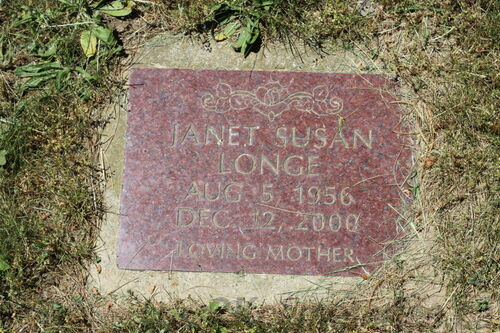 JANET SUSAN
LONGE
AUG 5, 1956
DEC. 12, 2000
LOVING MOTHER